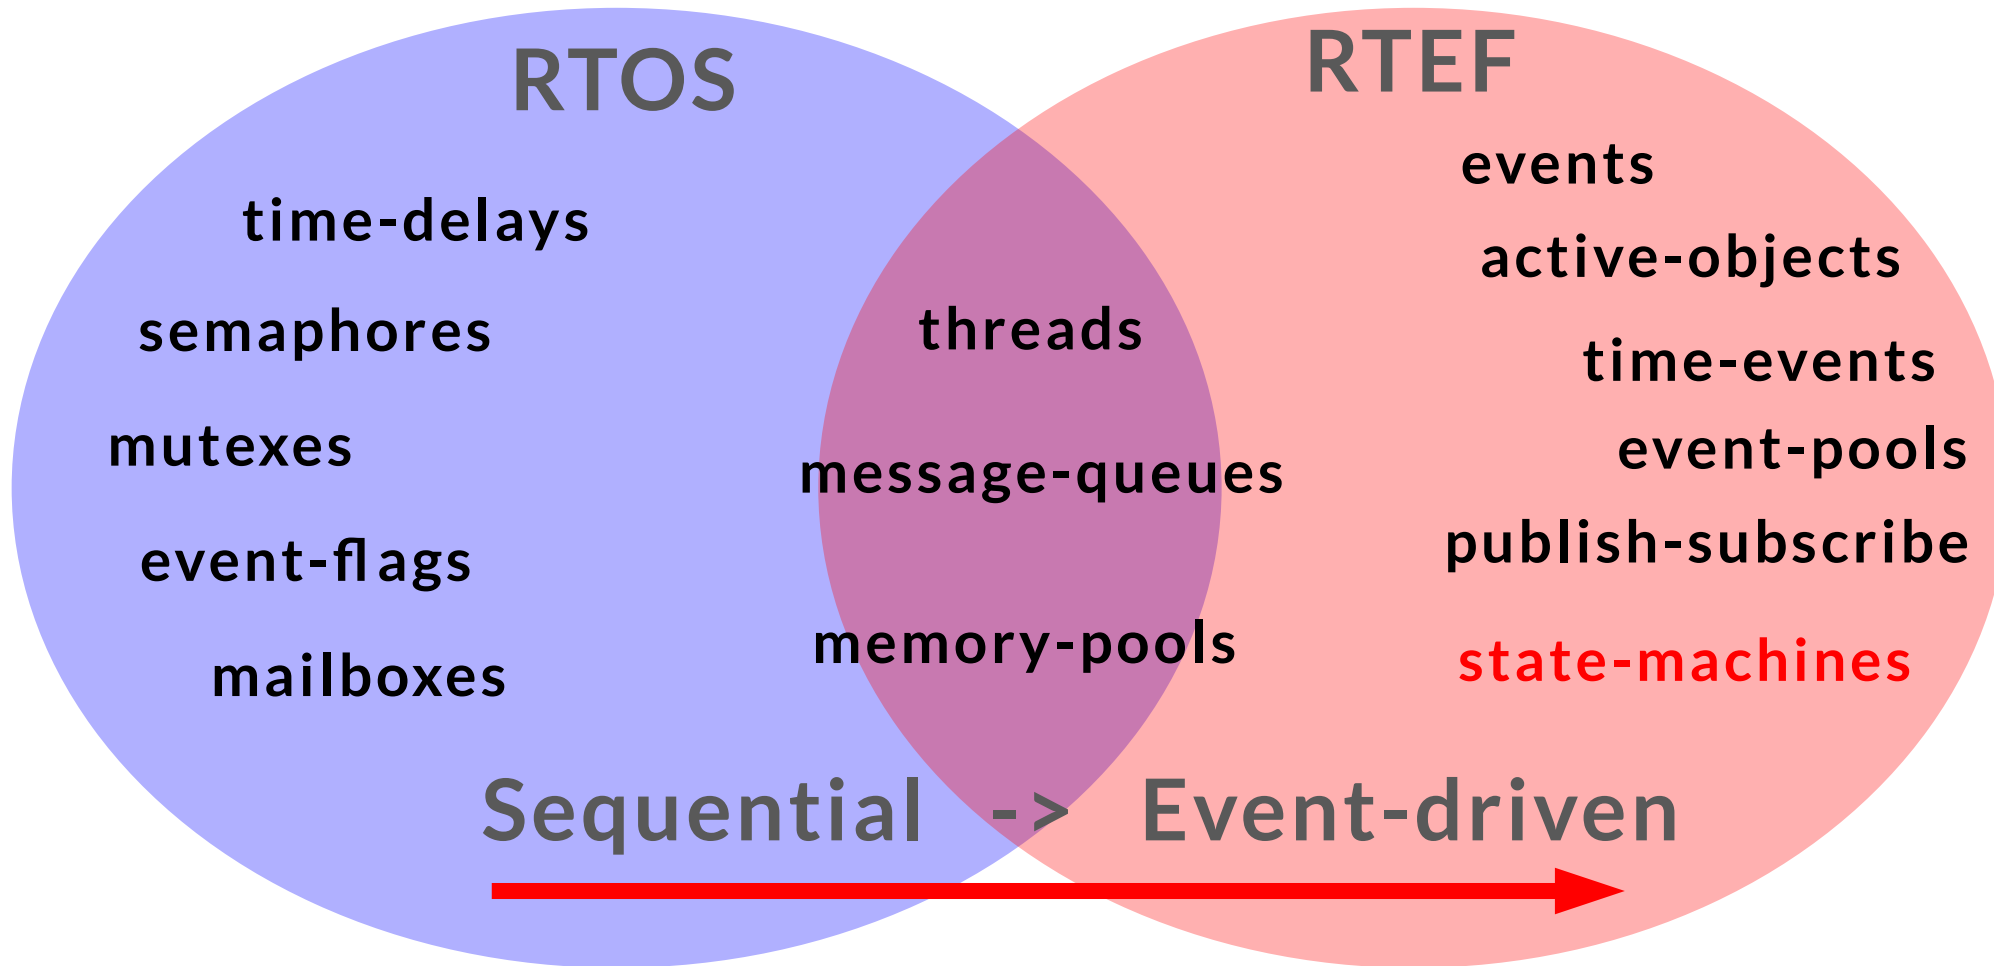 RTOS
RTEF
time-delays
semaphores
mutexes
event-flags
mailboxes
threads
message-queues
memory-pools
events
active-objects
time-events
event-pools
publish-subscribe
state-machines
Sequential -> Event-driven